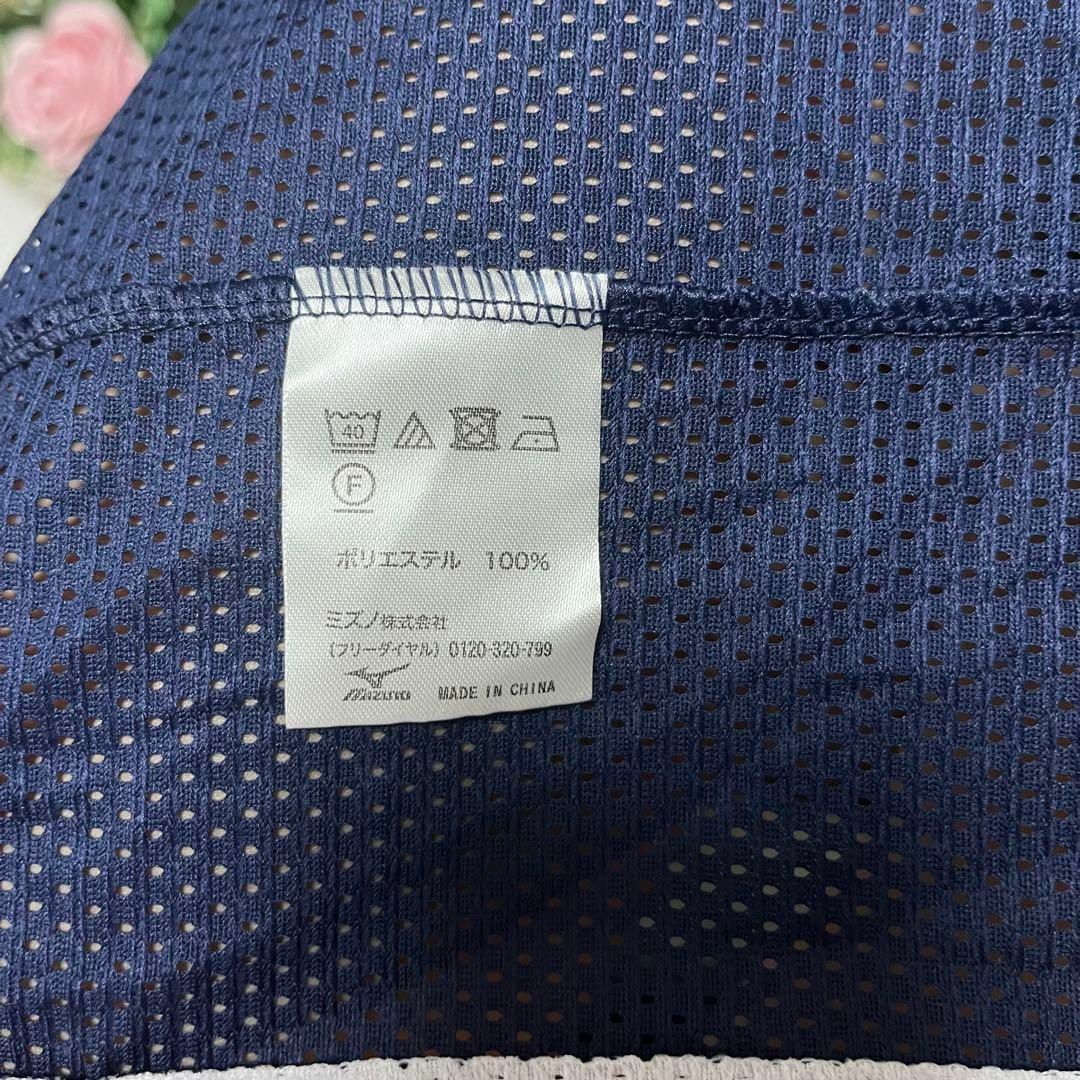 40
F
ポリエステル 100%
ミズノ株式会社
(フリーダイヤル) 0120-320-799
Mizuno MADE IN CHINA